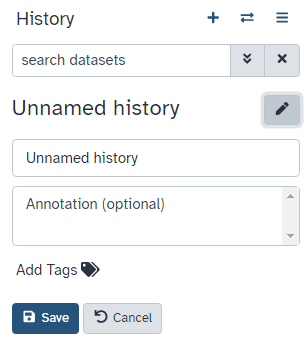 History
search datasets
Unnamed history
Unnamed history
Annotation (optional)
Add Tags
Save Cancel